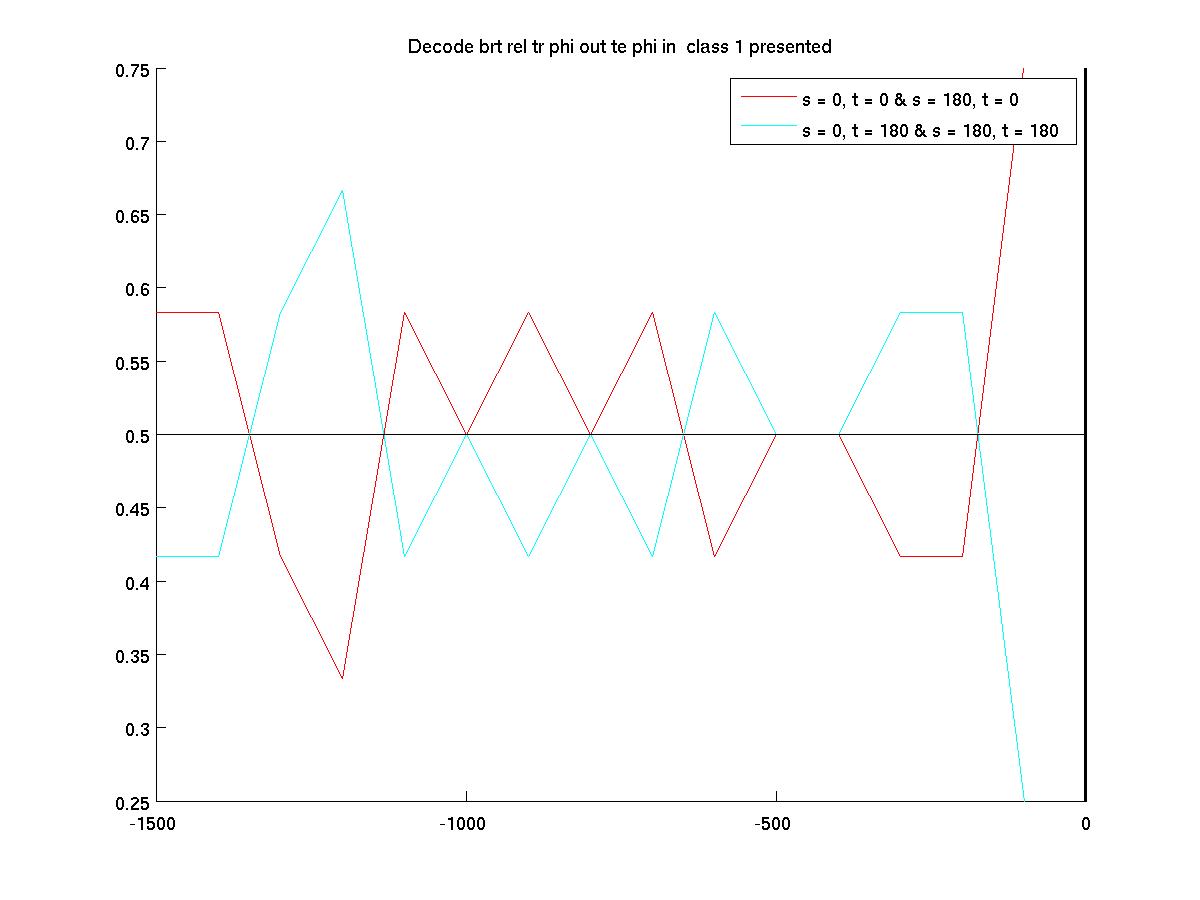 Decode brt rel tr phi out te phi in  class 1 presented
0.75
s = 0, t = 0 & s = 180, t = 0
s = 0, t = 180 & s = 180, t = 180
0.7
0.65
0.6
0.55
0.5
0.45
0.4
0.35
0.3
0.25
-1500 -1000 -500 0